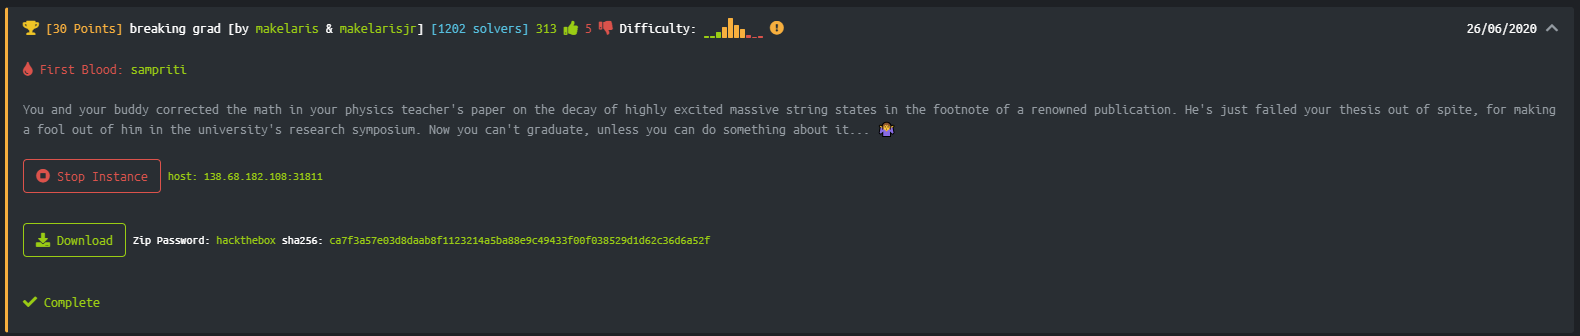 [30 Points] breaking grad [by makelaris & makelarisjr] [1202 solvers] 313 5 Difficulty: 26/06/2020
First Blood: sampriti
You and your buddy corrected the math in your physics teacher's paper on the decay of highly excited massive string states in the footnote of a renowned publication. He's just failed your thesis out of spite, for making
a fool out of him in the university's research symposium. Now you can't graduate, unless you can do something about it...
Stop Instance host: 138.68.182.108:31811
Download Zip Password: hackthebox sha256: ca7f3a57e03d8daab8f1123214a5ba88e9c49433f00f038529d1d62c36d6a52f
Complete